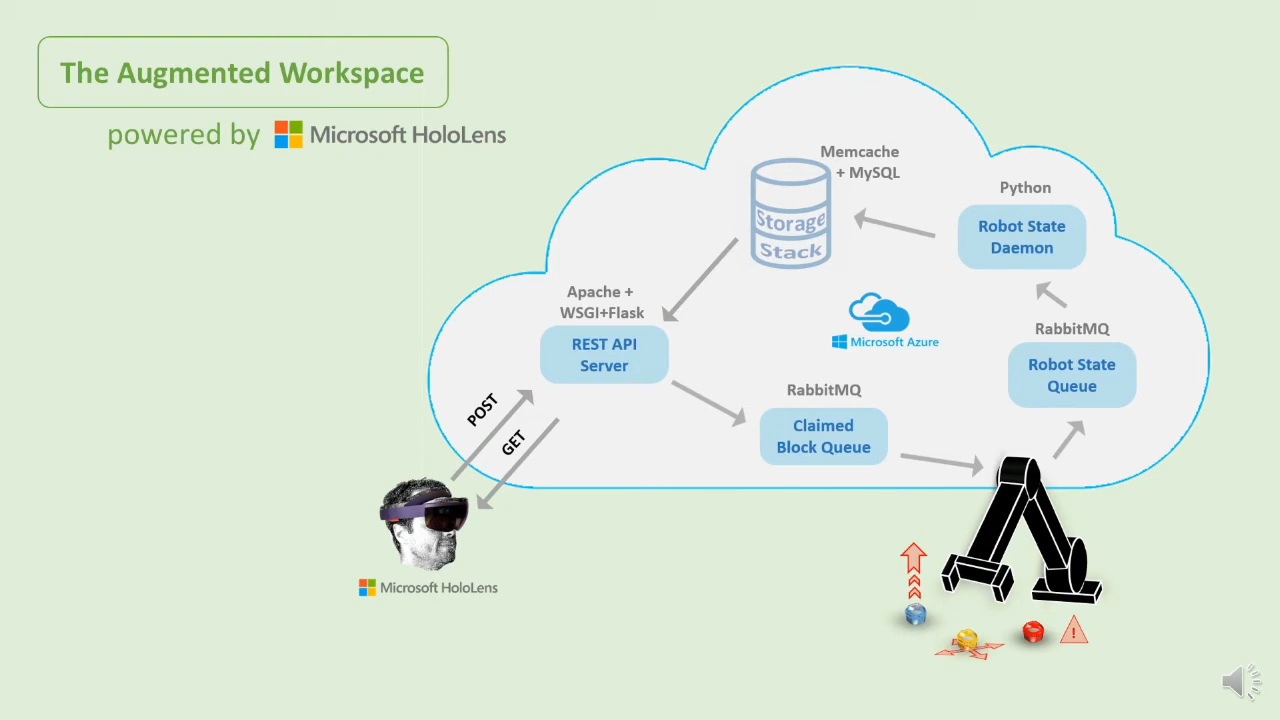 The Augmented Workspace
powered by Microsoft HoloLens
Memcache
+ MySQL
Storage
Stack
Python
Robot State
Daemon
Apache +
WSGI+Flask
REST API
Server
Microsoft Azure
RabbitMQ
Robot State
Queue
RabbitMQ
Claimed
Block Queue
POST
GET
Microsoft HoloLens
!